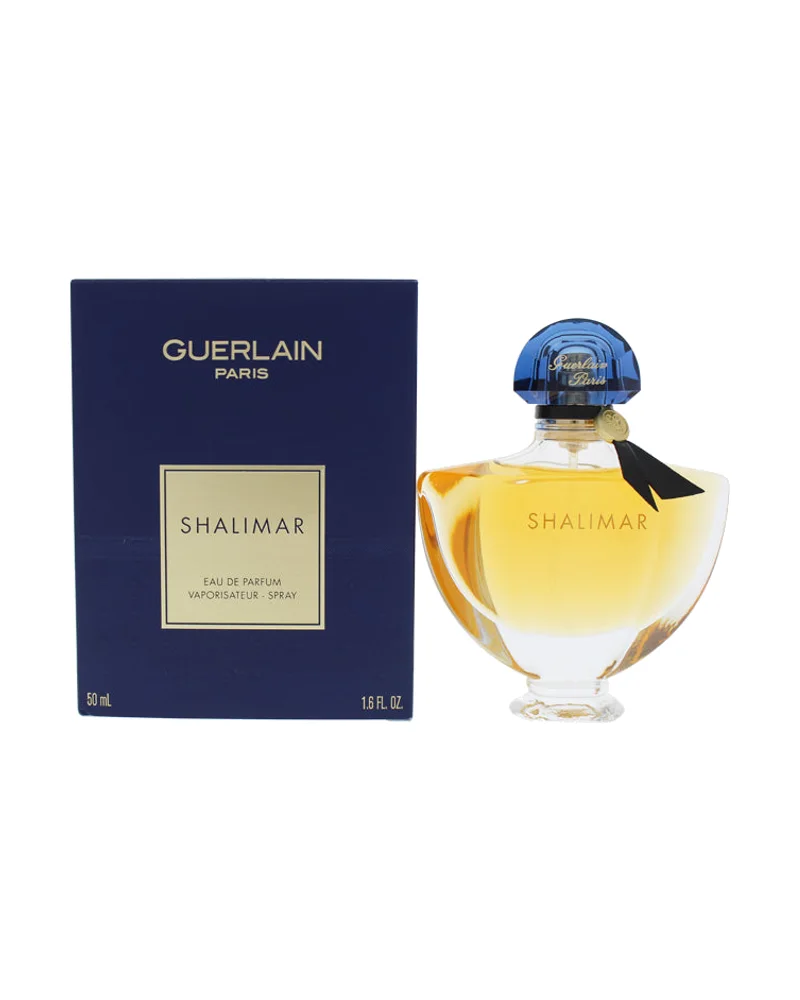 GUERLAIN
PARIS
SHALIMAR
EAU DE PARFUM
VAPORISATEUR - SPRAY
50 mL
1.6 FL. OZ.
Guerlain
Paris
SHALIMAR